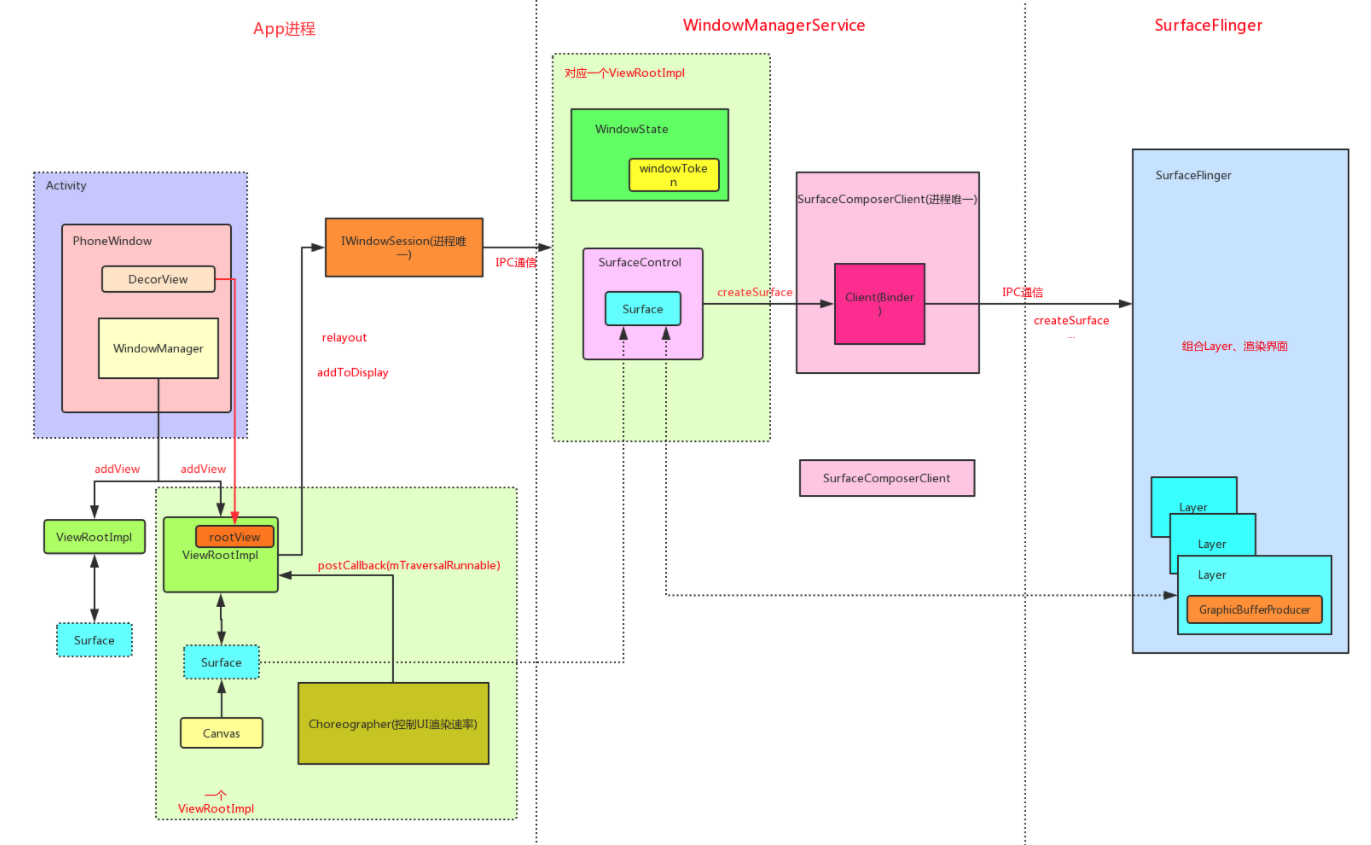 App进程
WindowManagerService
SurfaceFlinger
对应一个ViewRootImpl
WindowState
windowToke
n
Activity
PhoneWindow
DecorView
WindowManager
IWindowSession(进程唯
一)
IPC通信
SurfaceControl
Surface
createSurface
SurfaceComposerClient(进程唯一)
Client(Binder
)
IPC通信
createSurface
...
SurfaceFlinger
组合Layer、渲染界面
relayout
addToDisplay
addView
addView
ViewRootImpl
Surface
rootView
ViewRootImpl
postCallback(mTraversalRunnable)
Surface
Canvas
Choreographer(控制UI渲染速率)
一个
ViewRootImpl
SurfaceComposerClient
Layer
Layer
Layer
GraphicBufferProducer